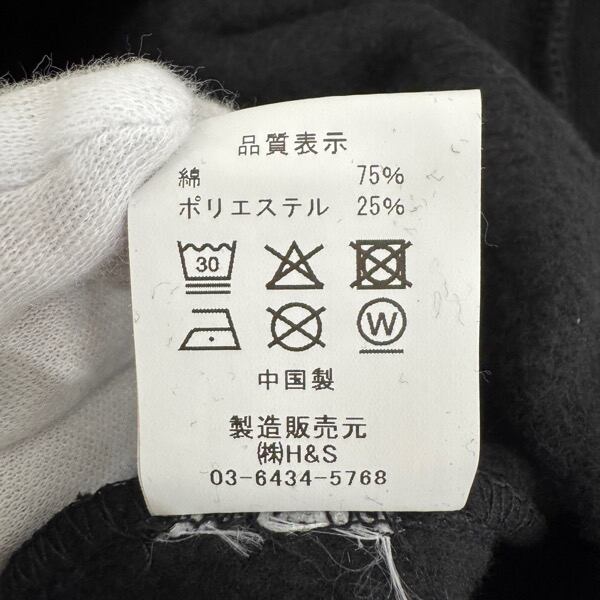 品質表示
綿 75%
ポリエステル 25%
30
W
中国製
製造販売元
㈱H&S
03-6434-5768